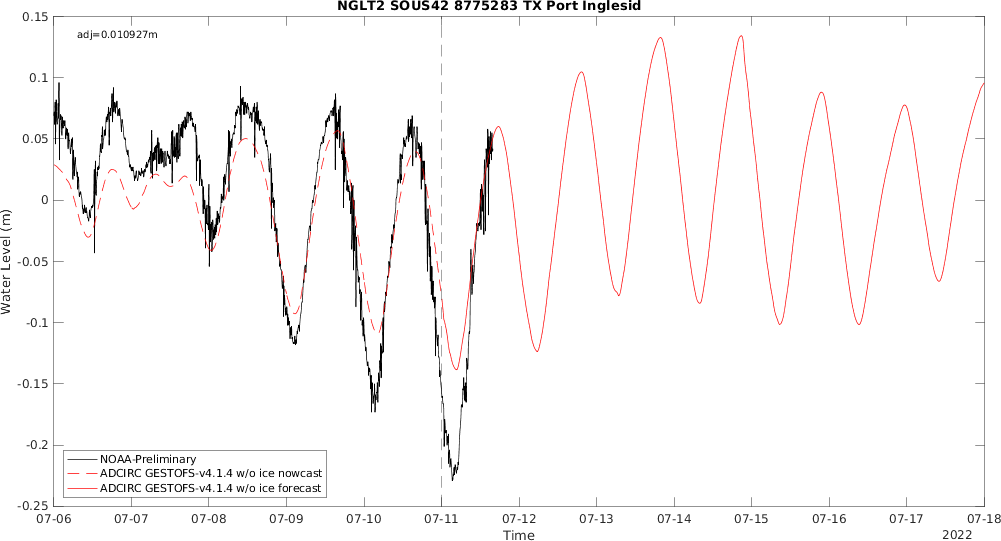 NGLT2 SOUS42 8775283 TX Port Inglesid
adj=0.010927m
0.15
0.1
0.05
0
-0.05
-0.1
-0.15
-0.2
-0.25
Water Level (m)
NOAA-Preliminary
ADCIRC GESTOFS-v4.1.4 w/o ice nowcast
ADCIRC GESTOFS-v4.1.4 w/o ice forecast
07-06 07-07 07-08 07-09 07-10 07-11 07-12 07-13 07-14 07-15 07-16 07-17 07-18
Time
2022